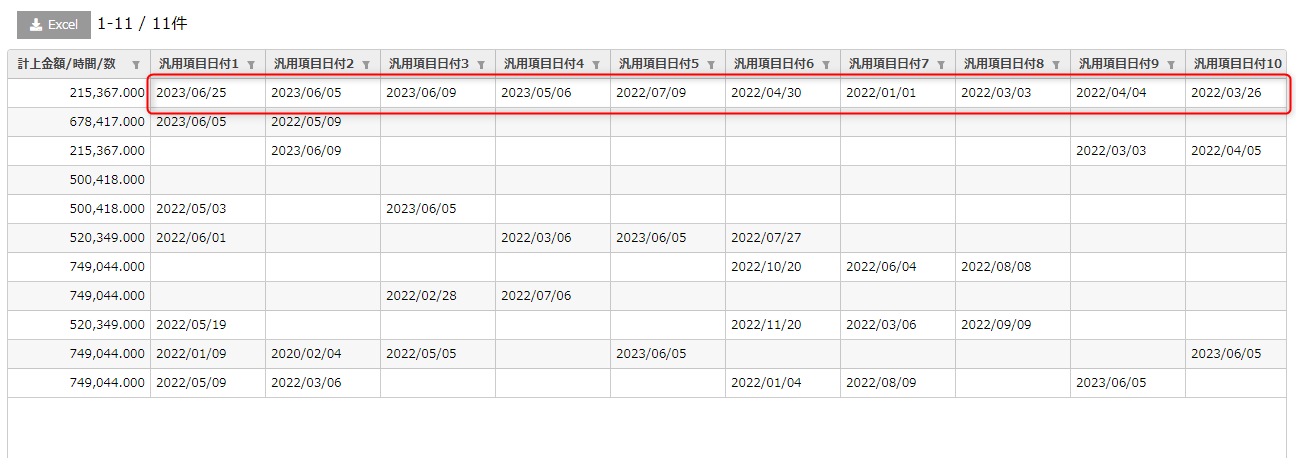 Excel 1-11 / 11件
計上金額/時間/数 汎用項目日付1 汎用項目日付2 汎用項目日付3 汎用項目日付4 汎用項目日付5 汎用項目日付6 汎用項目日付7 汎用項目日付8 汎用項目日付9 汎用項目日付10
215,367.000 2023/06/25 2023/06/05 2023/06/09 2023/05/06 2022/07/09 2022/04/30 2022/01/01 2022/03/03 2022/04/04 2022/03/26
678,417.000 2023/06/05 2022/05/09
215,367.000 2023/06/09 2022/03/03 2022/04/05
500,418.000
500,418.000 2022/05/03 2023/06/05
520,349.000 2022/06/01 2022/03/06 2023/06/05 2022/07/27
749,044.000 2022/10/20 2022/06/04 2022/08/08
749,044.000 2022/02/28 2022/07/06
520,349.000 2022/05/19 2022/11/20 2022/03/06 2022/09/09
749,044.000 2022/01/09 2020/02/04 2022/05/05 2023/06/05 2023/06/05
749,044.000 2022/05/09 2022/03/06 2022/01/04 2022/08/09 2023/06/05